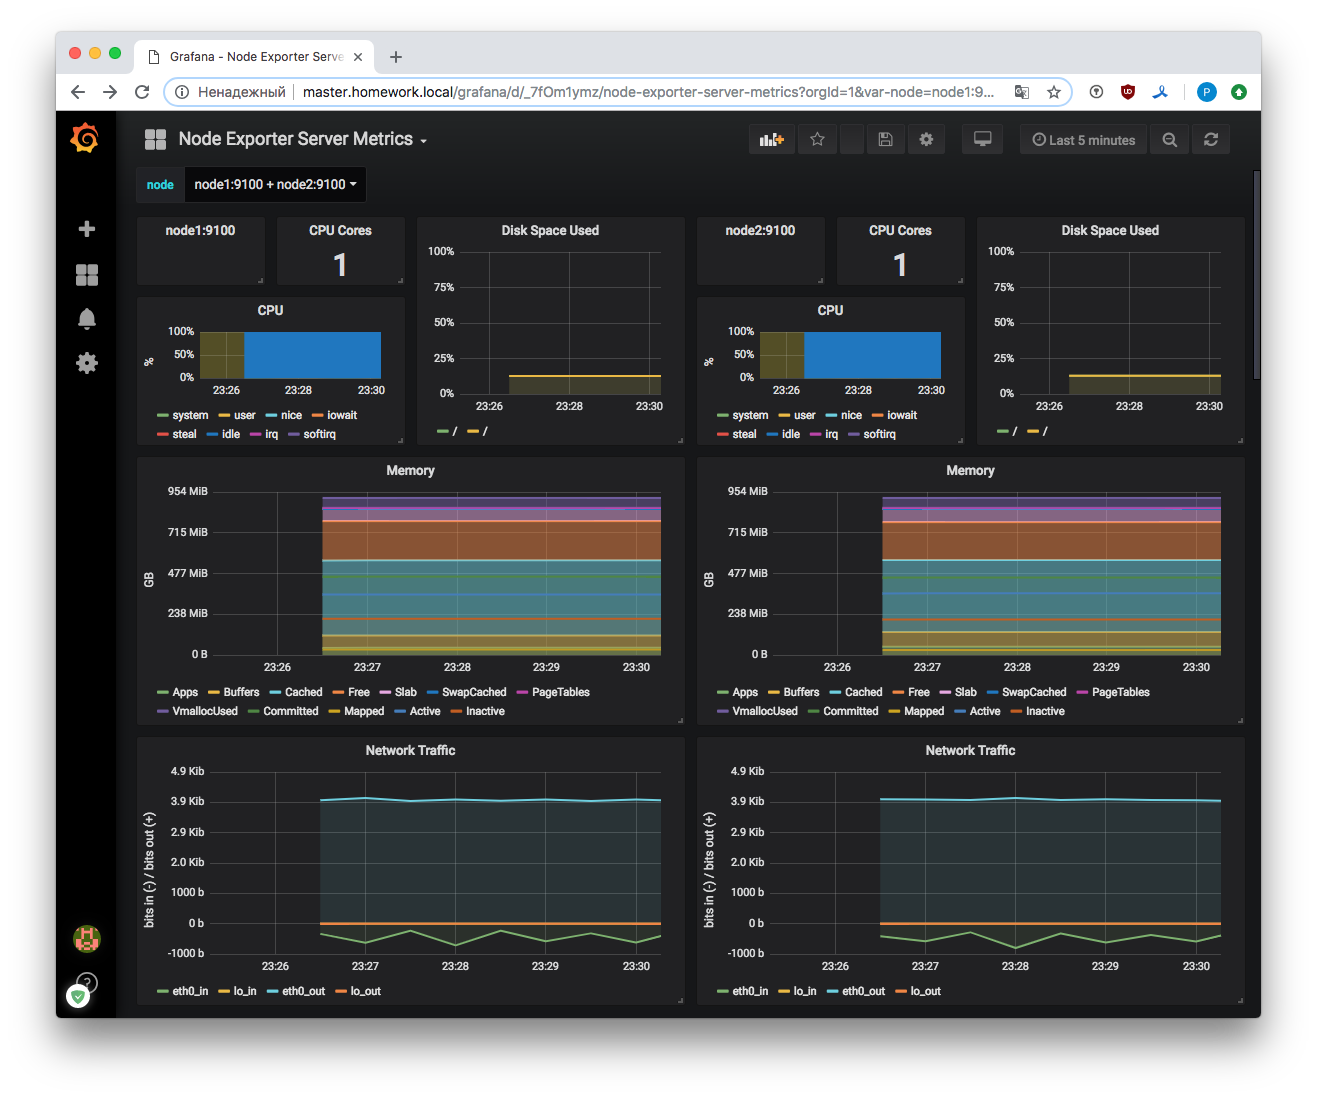 Grafana - Node Exporter Serve
Ненадежный master.homework.local/grafana/d/_7fOm1ymz/node-exporter-server-metrics?orgId=1&var-node=node1:9...
P
Node Exporter Server Metrics
Last 5 minutes
node node1:9100 + node2:9100
node1:9100
CPU Cores
1
CPU
100%
50%
0%
%
23:26 23:28 23:30
system user nice iowait
steal idle irq softirq
Disk Space Used
100%
75%
50%
25%
0%
23:26 23:28 23:30
/ /
node2:9100
CPU Cores
1
CPU
100%
50%
0%
%
23:26 23:28 23:30
system user nice iowait
steal idle irq softirq
Disk Space Used
100%
75%
50%
25%
0%
23:26 23:28 23:30
/ /
Memory
954 MiB
715 MiB
477 MiB
238 MiB
0 B
GB
23:26 23:27 23:28 23:29 23:30
Apps Buffers Cached Free Slab SwapCached PageTables
VmallocUsed Committed Mapped Active Inactive
Memory
954 MiB
715 MiB
477 MiB
238 MiB
0 B
GB
23:26 23:27 23:28 23:29 23:30
Apps Buffers Cached Free Slab SwapCached PageTables
VmallocUsed Committed Mapped Active Inactive
Network Traffic
4.9 Kib
3.9 Kib
2.9 Kib
2.0 Kib
1000 b
0 b
-1000 b
bits in (-) / bits out (+)
23:26 23:27 23:28 23:29 23:30
eth0_in lo_in eth0_out lo_out
Network Traffic
4.9 Kib
3.9 Kib
2.9 Kib
2.0 Kib
1000 b
0 b
-1000 b
bits in (-) / bits out (+)
23:26 23:27 23:28 23:29 23:30
eth0_in lo_in eth0_out lo_out